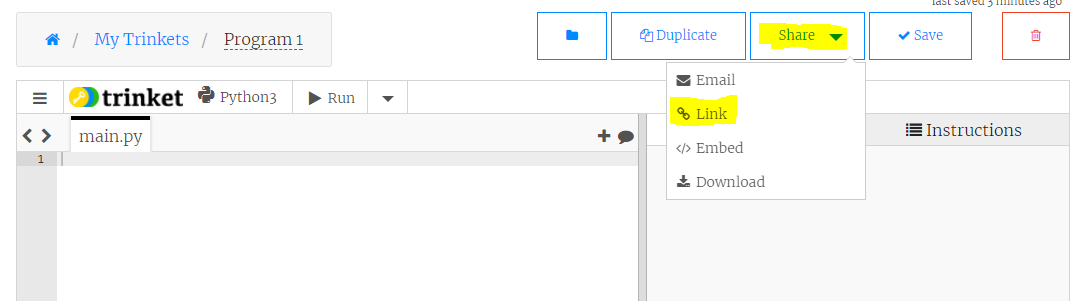 last saved 3 minutes ago
/ My Trinkets / Program 1
Duplicate
Share
Save
Email
Link
</> Embed
Download
trinket Python3
Run
main.py
Instructions
1